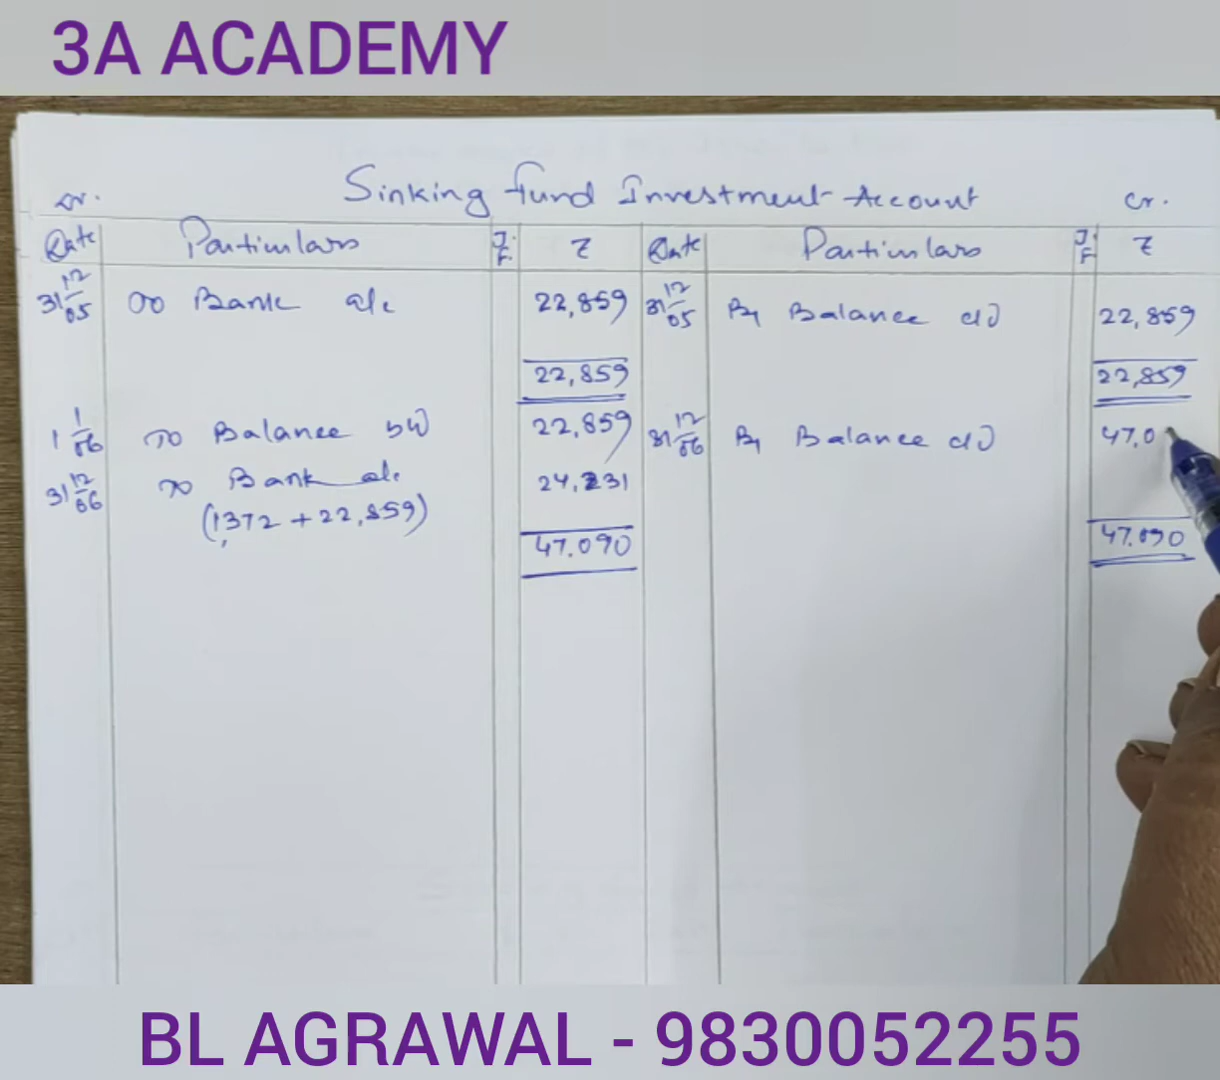 3A ACADEMY
Sinking Fund Investment Account
Dr. Cr.
Date Particulars J.F. ₹ Date Particulars J.F. ₹
31/12/05 To Bank a/c 22,859 31/12/05 By Balance c/d 22,859
22,859 22,859
1/1/06 To Balance b/d 22,859 31/12/06 By Balance c/d 47,0
31/12/06 To Bank a/c 24,231
(1,372 + 22,859)
47,090 47,090
BL AGRAWAL - 9830052255